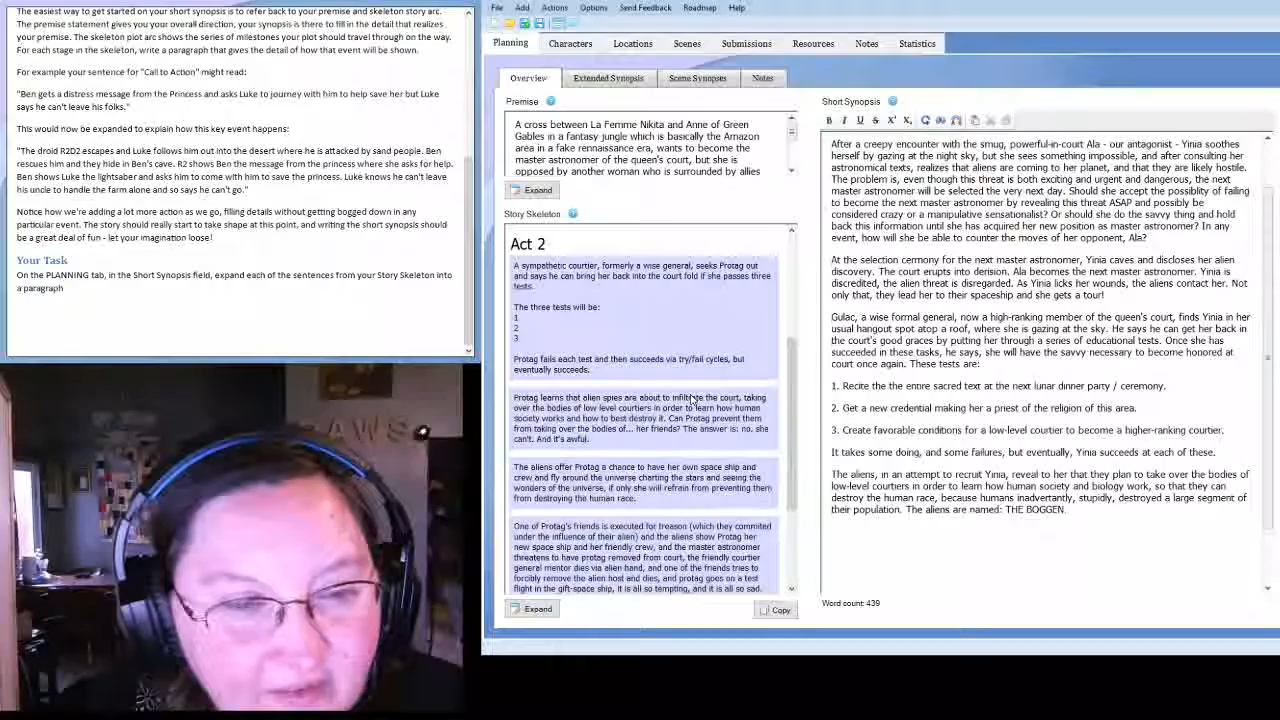 The easiest way to get started on your short synopsis is to refer back to your premise and skeleton story arc.
The premise statement gives you your overall direction, your synopsis is there to fill in the detail that realizes
your premise. The skeleton plot arc shows the series of milestones your plot should travel through on the way.
For each stage in the skeleton, write a paragraph that gives the detail of how that event will be shown.
For example your sentence for "Call to Action" might read:
"Ben gets a distress message from the Princess and asks Luke to journey with him to help save her but Luke
says he can't leave his folks."
This would now be expanded to explain how this key event happens:
"The droid R2D2 escapes and Luke follows him out into the desert where he is attacked by sand people. Ben
rescues him and they hide in Ben's cave. R2 shows Ben the message from the princess where she asks for help.
Ben shows Luke the lightsaber and asks him to come with him to save the princess. Luke knows he can't leave
his uncle to handle the farm alone and so says he can't go."
Notice how we're adding a lot more action as we go, filling details without getting bogged down in any
particular event. The story should really start to take shape at this point, and writing the short synopsis should
be a great deal of fun - let your imagination loose!
Your Task
On the PLANNING tab, in the Short Synopsis field, expand each of the sentences from your Story Skeleton into
a paragraph
File Add Actions Options Send Feedback Roadmap Help
Planning Characters Locations Scenes Submissions Resources Notes Statistics
Overview Extended Synopsis Scene Synopses Notes
Premise
A cross between La Femme Nikita and Anne of Green
Gables in a fantasy jungle which is basically the Amazon
area in a fake rennaissance era, wants to become the
master astronomer of the queen's court, but she is
opposed by another woman who is surrounded by allies
Expand
Story Skeleton
Act 2
A sympathetic courtier, formerly a wise general, seeks Protag out
and says he can bring her back into the court fold if she passes three
tests.
The three tests will be:
1
2
3
Protag fails each test and then succeeds via try/fail cycles, but
eventually succeeds.
Protag learns that alien spies are about to infiltrate the court, taking
over the bodies of low level courtiers in order to learn how human
society works and how to best destroy it. Can Protag prevent them
from taking over the bodies of... her friends? The answer is: no. she
can't. And it's awful.
The aliens offer Protag a chance to have her own space ship and
crew and fly around the universe charting the stars and seeing the
wonders of the universe, if only she will refrain from preventing them
from destroying the human race.
One of Protag's friends is executed for treason (which they commited
under the influence of their alien) and the aliens show Protag her
new space ship and her friendly crew, and the master astronomer
threatens to have protag removed from court, the friendly courtier
general mentor dies via alien hand, and one of the friends tries to
forcibly remove the alien host and dies, and protag goes on a test
flight in the gift-space ship, it is all so tempting, and it is all so sad.
Expand
Copy
Short Synopsis
B I U S X² X₂
After a creepy encounter with the smug, powerful-in-court Ala - our antagonist - Yinia soothes
herself by gazing at the night sky, but she sees something impossible, and after consulting her
astronomical texts, realizes that aliens are coming to her planet, and that they are likely hostile.
The problem is, even though this threat is both exciting and urgent and dangerous, the next
master astronomer will be selected the very next day. Should she accept the possiblity of failing
to become the next master astronomer by revealing this threat ASAP and possibly be
considered crazy or a manipulative sensationalist? Or should she do the savvy thing and hold
back this information until she has acquired her new position as master astronomer? In any
event, how will she be able to counter the moves of her opponent, Ala?
At the selection cermony for the next master astronomer, Yinia caves and discloses her alien
discovery. The court erupts into derision. Ala becomes the next master astronomer. Yinia is
discredited, the alien threat is disregarded. As Yinia licks her wounds, the aliens contact her. Not
only that, they lead her to their spaceship and she gets a tour!
Gulac, a wise formal general, now a high-ranking member of the queen's court, finds Yinia in her
usual hangout spot atop a roof, where she is gazing at the sky. He says he can get her back in
the court's good graces by putting her through a series of educational tests. Once she has
succeeded in these tasks, he says, she will have the savvy necessary to become honored at
court once again. These tests are:
1. Recite the the entire sacred text at the next lunar dinner party / ceremony.
2. Get a new credential making her a priest of the religion of this area.
3. Create favorable conditions for a low-level courtier to become a higher-ranking courtier.
It takes some doing, and some failures, but eventually, Yinia succeeds at each of these.
The aliens, in an attempt to recruit Yinia, reveal to her that they plan to take over the bodies of
low-level courtiers in order to learn how human society and biology work, so that they can
destroy the human race, because humans inadvertantly, stupidly, destroyed a large segment of
their population. The aliens are named: THE BOGGEN.
Word count: 439